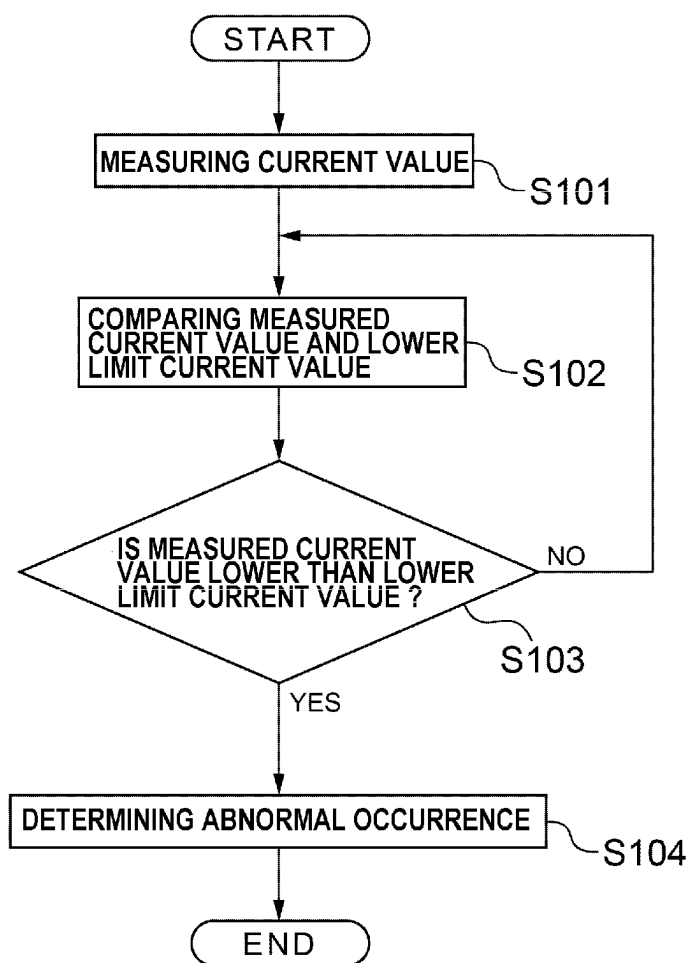 START
MEASURING CURRENT VALUE
S101
COMPARING MEASURED
CURRENT VALUE AND LOWER
LIMIT CURRENT VALUE
S102
IS MEASURED CURRENT
VALUE LOWER THAN LOWER
LIMIT CURRENT VALUE ?
NO
S103
YES
DETERMINING ABNORMAL OCCURRENCE
S104
END